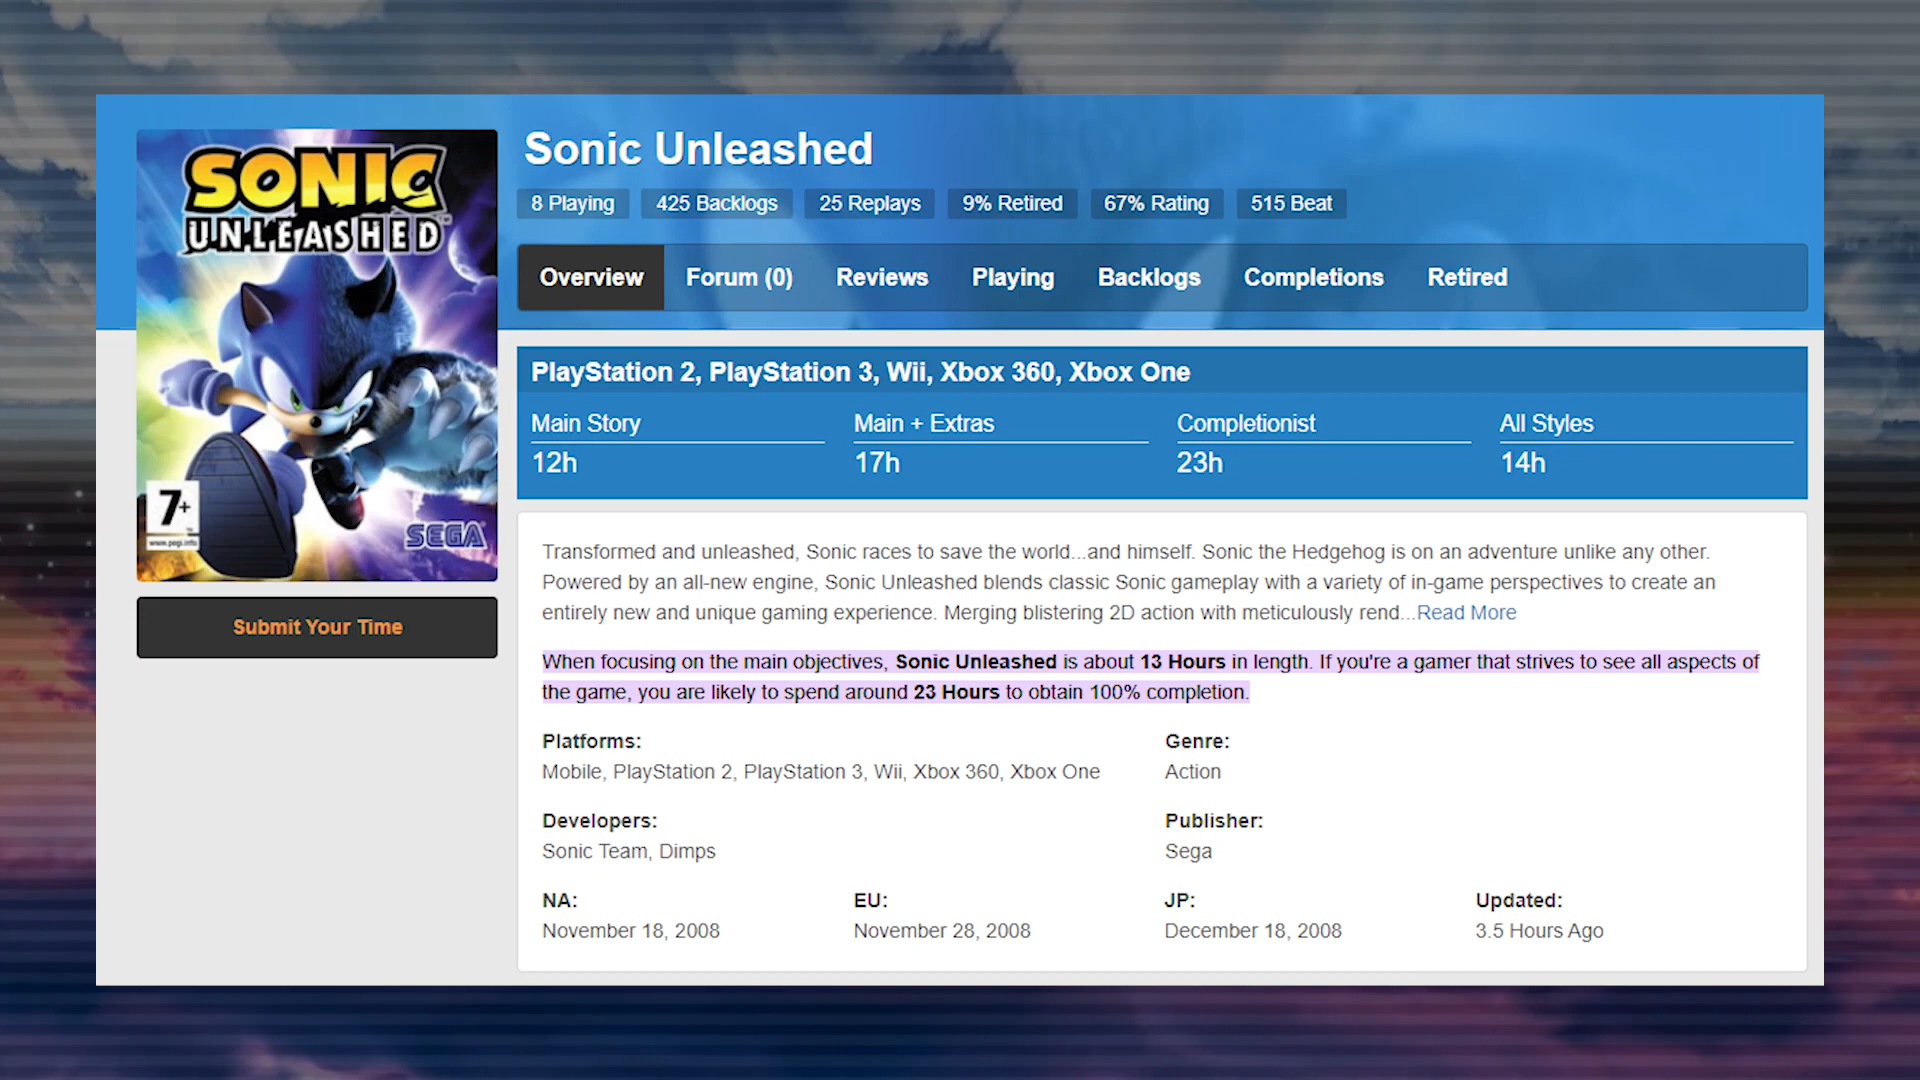 SONIC
UNLEASHED
7+
www.pegi.info
SEGA
Submit Your Time
Sonic Unleashed
8 Playing 425 Backlogs 25 Replays 9% Retired 67% Rating 515 Beat
Overview Forum (0) Reviews Playing Backlogs Completions Retired
PlayStation 2, PlayStation 3, Wii, Xbox 360, Xbox One
Main Story Main + Extras Completionist All Styles
12h 17h 23h 14h
Transformed and unleashed, Sonic races to save the world...and himself. Sonic the Hedgehog is on an adventure unlike any other.
Powered by an all-new engine, Sonic Unleashed blends classic Sonic gameplay with a variety of in-game perspectives to create an
entirely new and unique gaming experience. Merging blistering 2D action with meticulously rend...Read More
When focusing on the main objectives, Sonic Unleashed is about 13 Hours in length. If you're a gamer that strives to see all aspects of
the game, you are likely to spend around 23 Hours to obtain 100% completion.
Platforms: Genre:
Mobile, PlayStation 2, PlayStation 3, Wii, Xbox 360, Xbox One Action
Developers: Publisher:
Sonic Team, Dimps Sega
NA: EU: JP: Updated:
November 18, 2008 November 28, 2008 December 18, 2008 3.5 Hours Ago